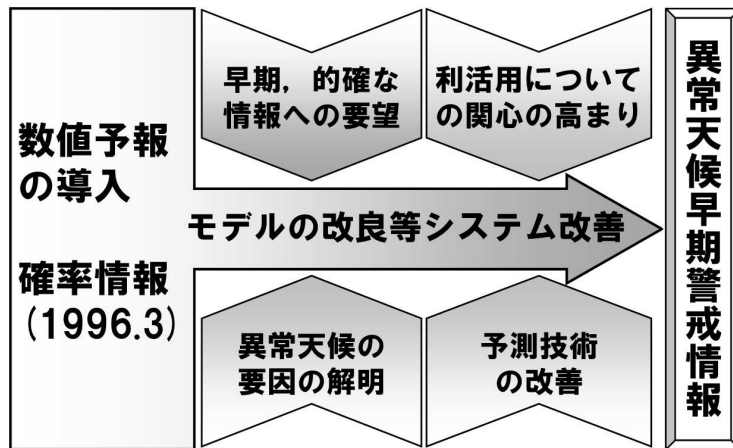 数値予報
の導入
確率情報
(1996.3)
早期，的確な
情報への要望
利活用について
の関心の高まり
モデルの改良等システム改善
異常天候の
要因の解明
予測技術
の改善
異常天候早期警戒情報